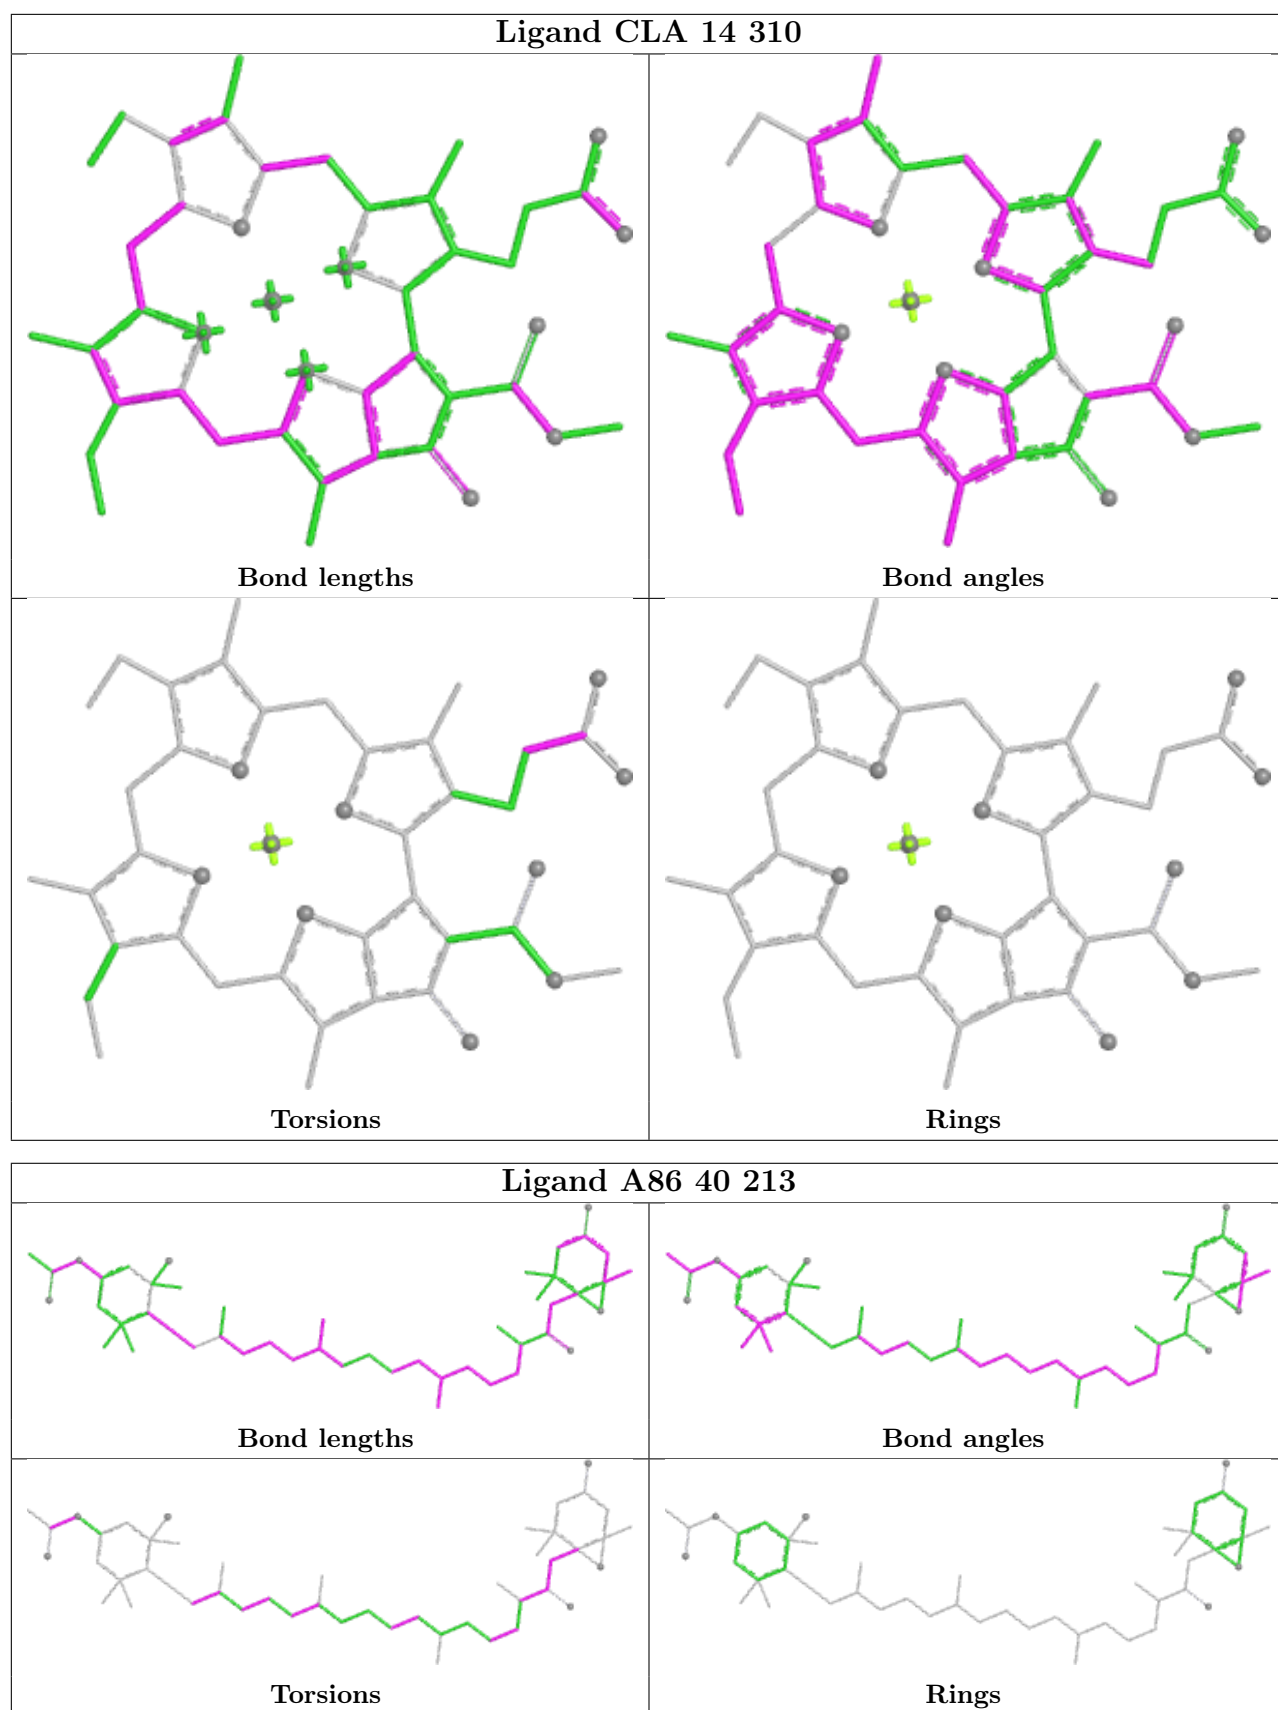 Ligand CLA 14 310
Bond lengths
Bond angles
Torsions
Rings
Ligand A86 40 213
Bond lengths
Bond angles
Torsions
Rings